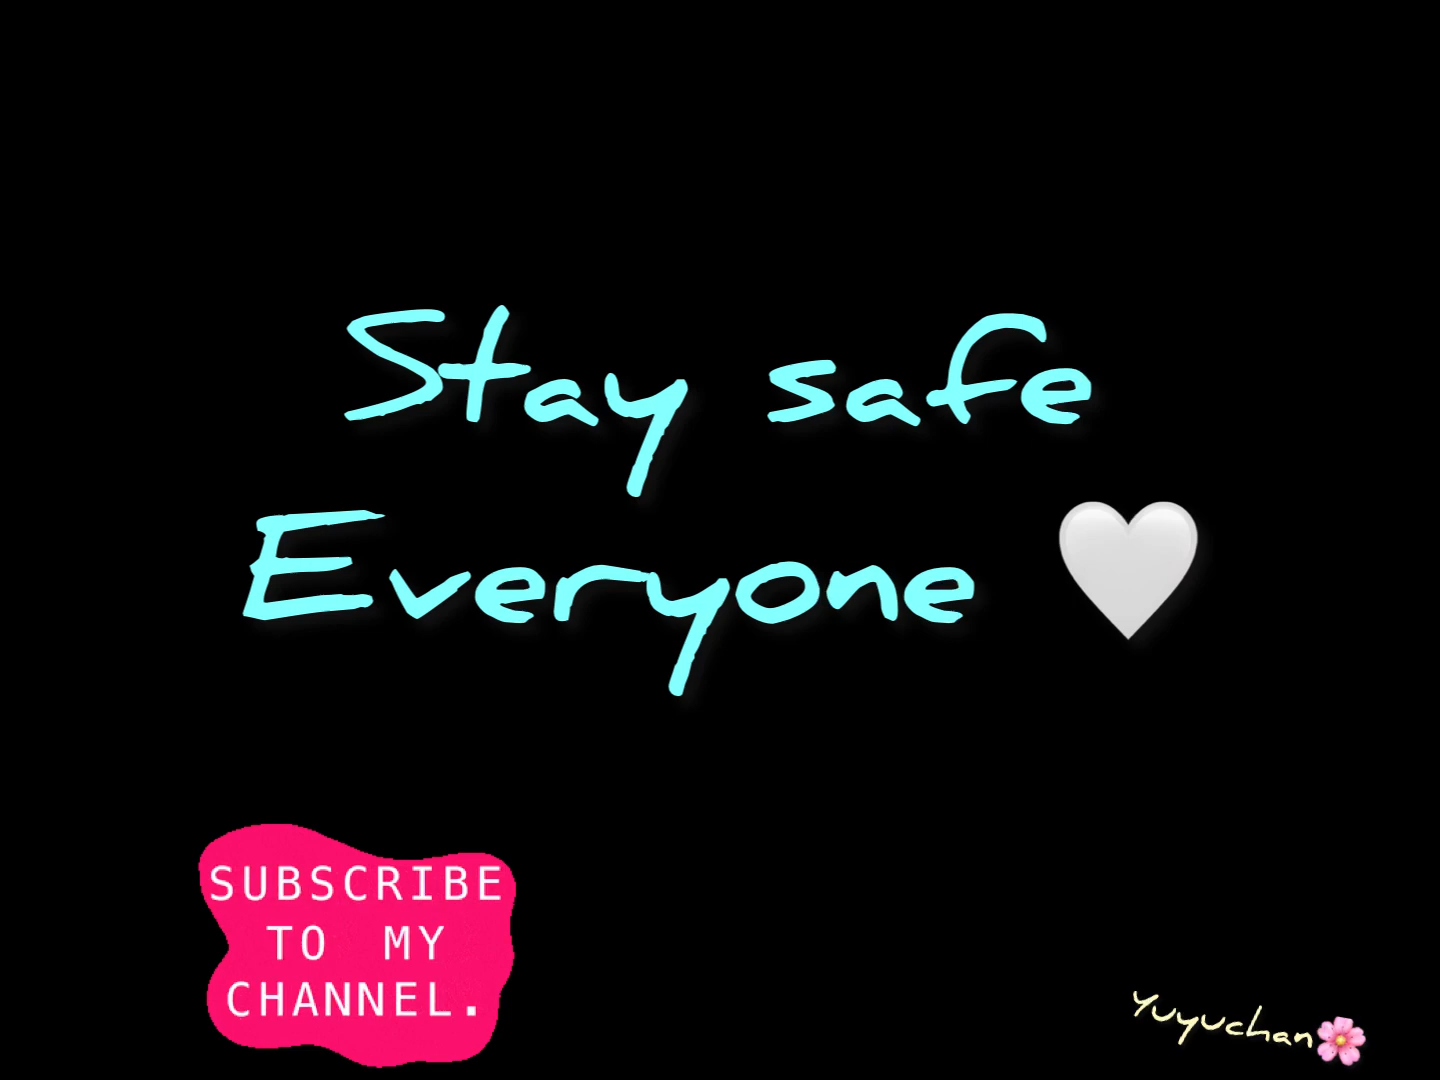 Stay safe
Everyone 🤍
SUBSCRIBE
TO MY
CHANNEL.
Yuyuchan🌸